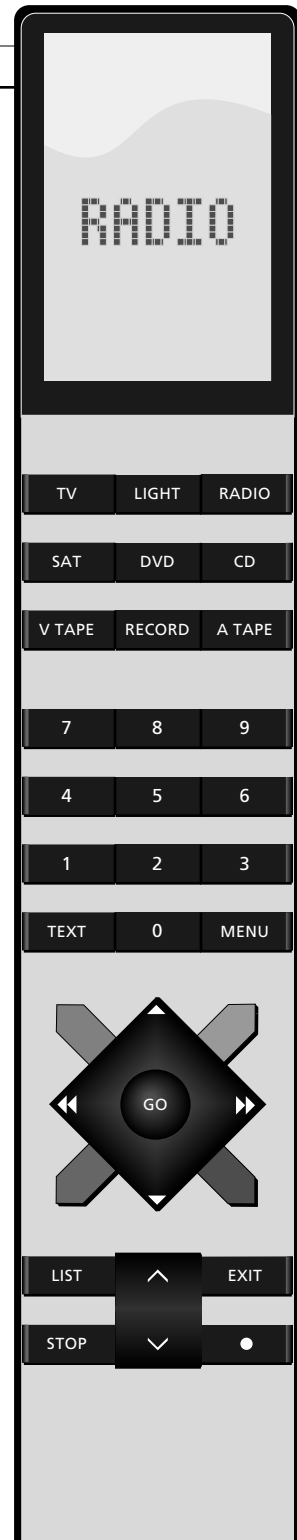 RADIO
TV LIGHT RADIO
SAT DVD CD
V TAPE RECORD A TAPE
7 8 9
4 5 6
1 2 3
TEXT 0 MENU
GO
LIST EXIT
STOP